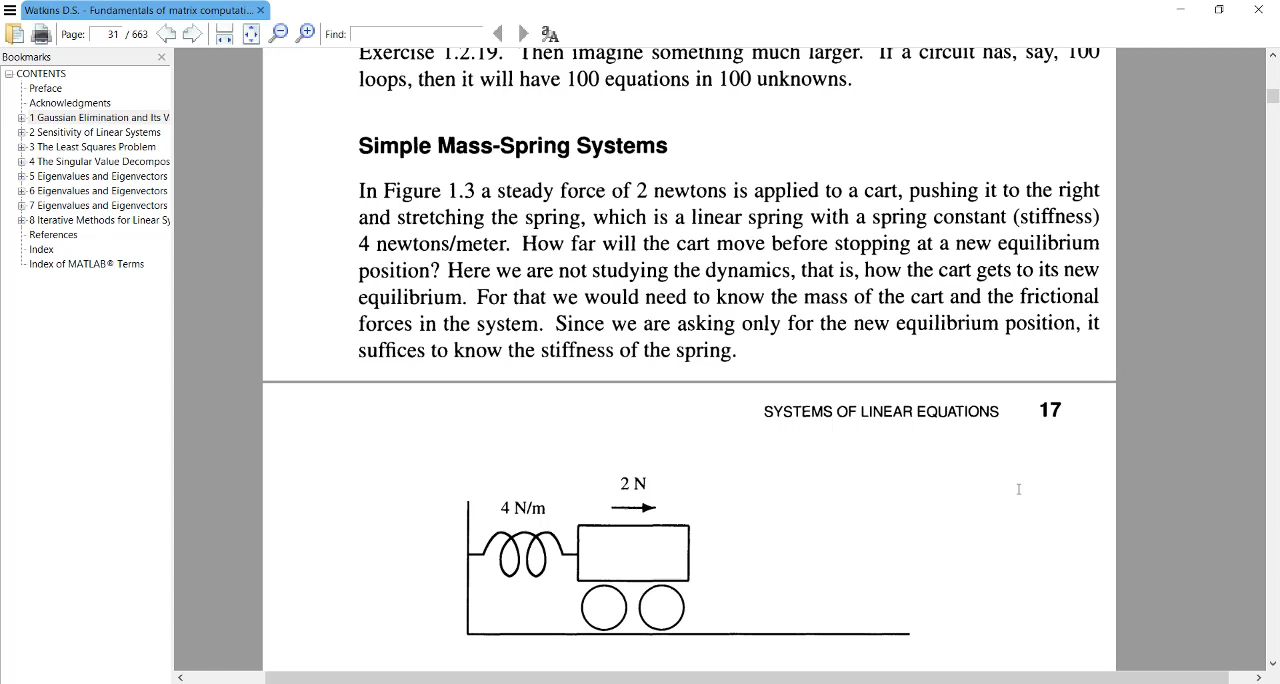 Watkins D.S. - Fundamentals of matrix computati...
Page: 31 / 663 Find:
Bookmarks
CONTENTS
Preface
Acknowledgments
1 Gaussian Elimination and Its V
2 Sensitivity of Linear Systems
3 The Least Squares Problem
4 The Singular Value Decompos
5 Eigenvalues and Eigenvectors
6 Eigenvalues and Eigenvectors
7 Eigenvalues and Eigenvectors
8 Iterative Methods for Linear Sy
References
Index
Index of MATLAB® Terms
Exercise 1.2.19. Then imagine something much larger. If a circuit has, say, 100
loops, then it will have 100 equations in 100 unknowns.
Simple Mass-Spring Systems
In Figure 1.3 a steady force of 2 newtons is applied to a cart, pushing it to the right
and stretching the spring, which is a linear spring with a spring constant (stiffness)
4 newtons/meter. How far will the cart move before stopping at a new equilibrium
position? Here we are not studying the dynamics, that is, how the cart gets to its new
equilibrium. For that we would need to know the mass of the cart and the frictional
forces in the system. Since we are asking only for the new equilibrium position, it
suffices to know the stiffness of the spring.
SYSTEMS OF LINEAR EQUATIONS 17
2 N
4 N/m